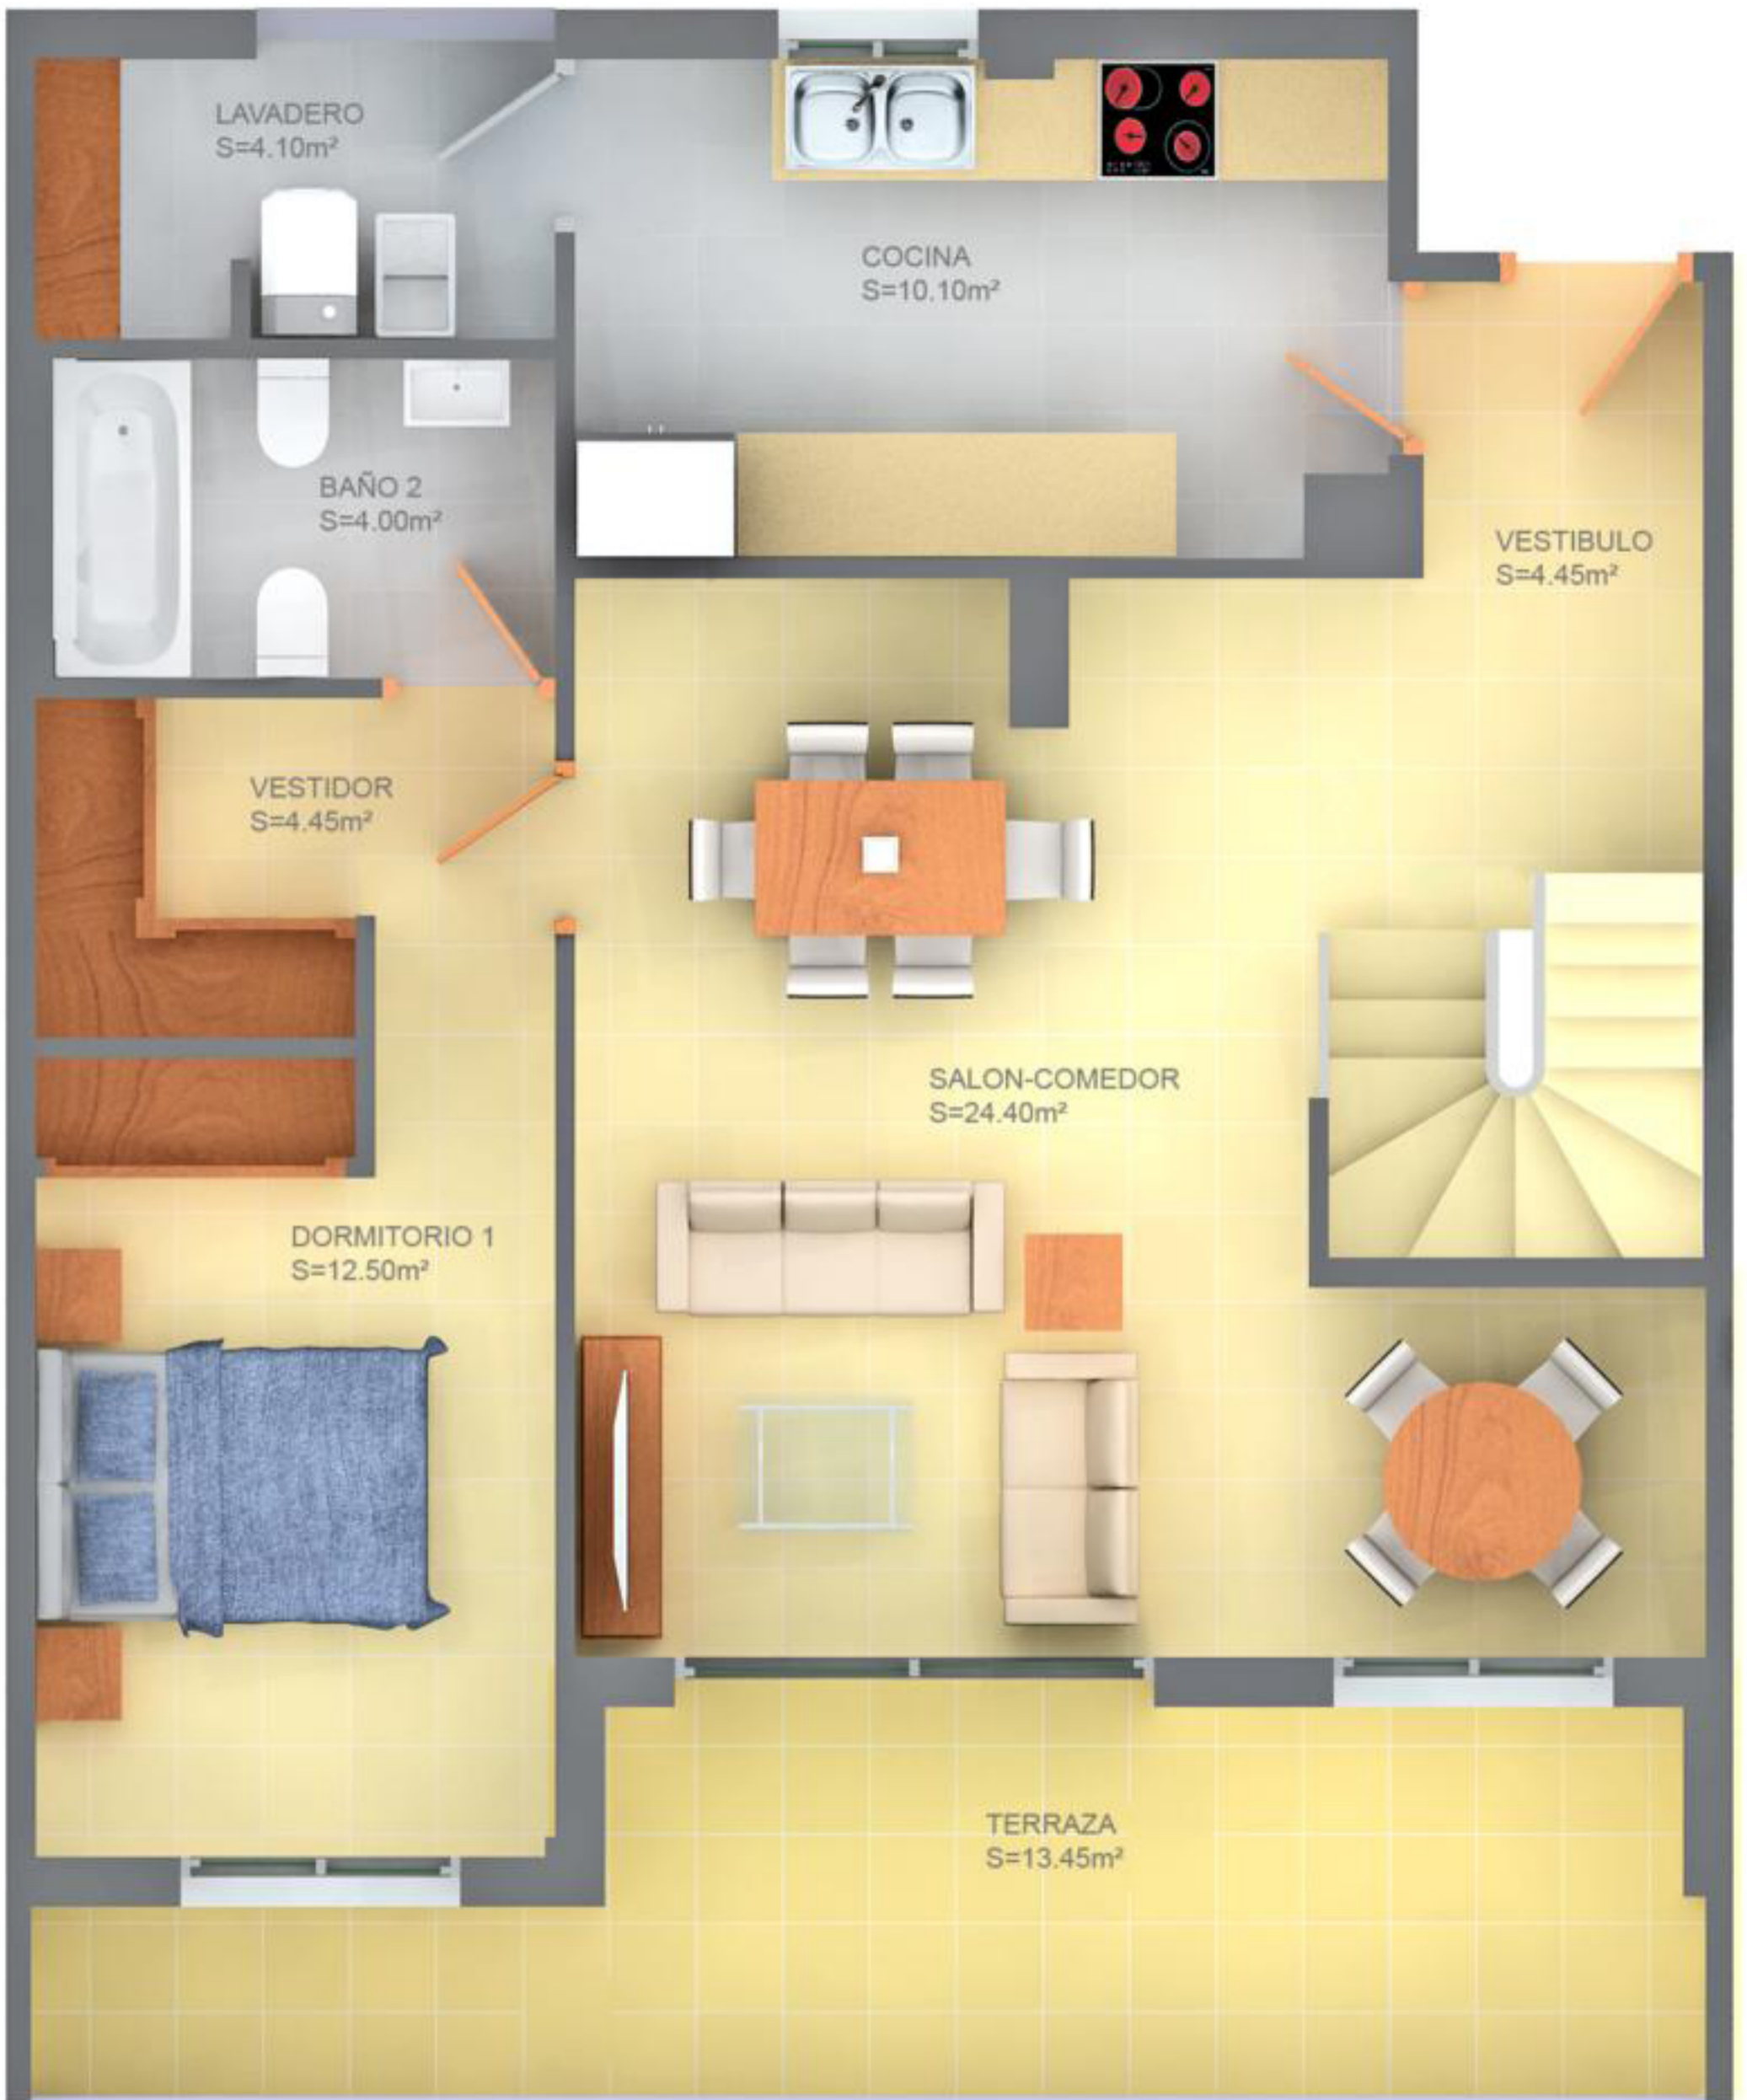 LAVADERO
S=4.10m²
COCINA
S=10.10m²
BAÑO 2
S=4.00m²
VESTIBULO
S=4.45m²
VESTIDOR
S=4.45m²
SALON-COMEDOR
S=24.40m²
DORMITORIO 1
S=12.50m²
TERRAZA
S=13.45m²